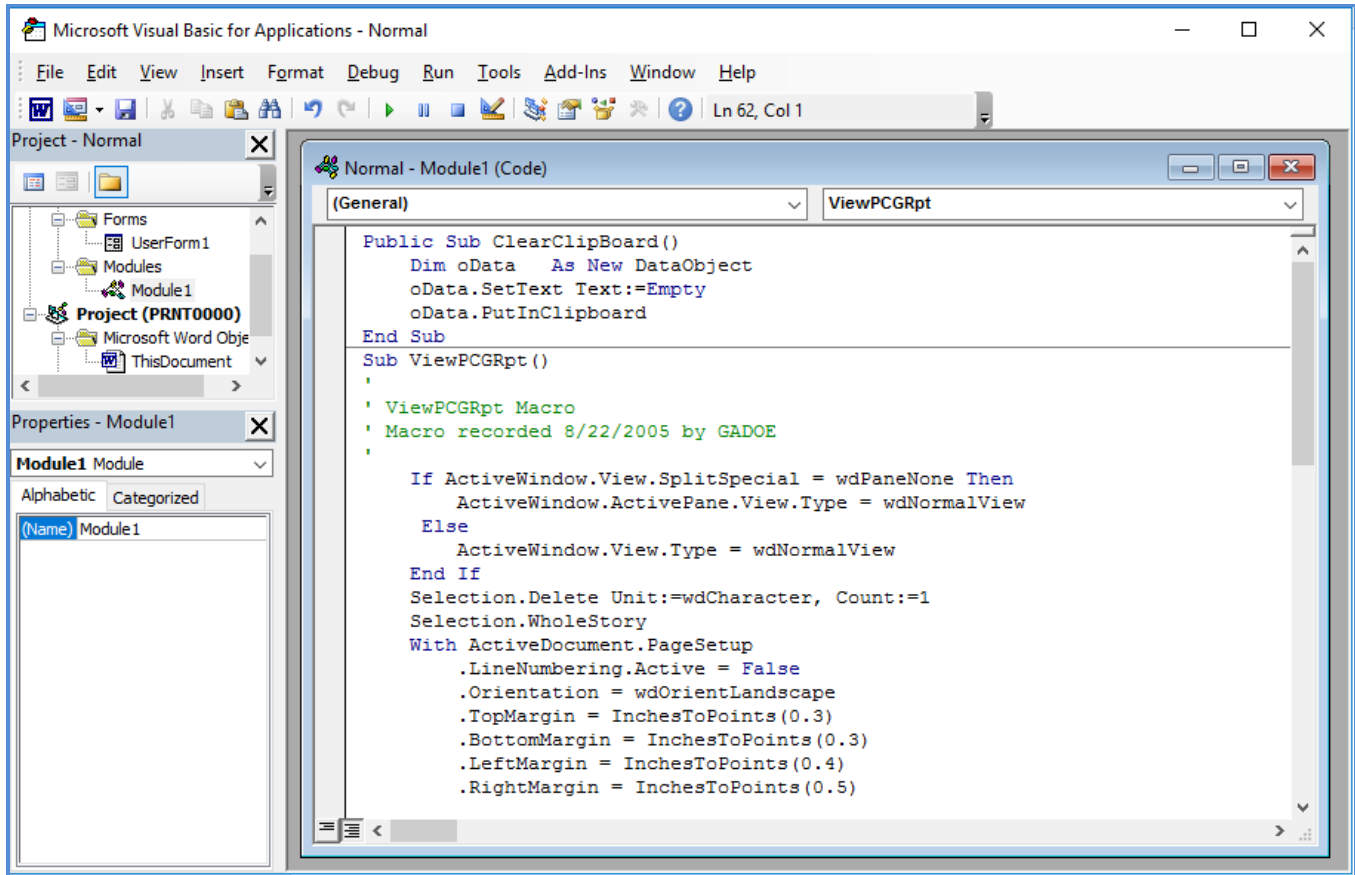 Microsoft Visual Basic for Applications - Normal
File Edit View Insert Format Debug Run Tools Add-Ins Window Help
Ln 62, Col 1
Project - Normal
Forms
UserForm1
Modules
Module1
Project (PRNT0000)
Microsoft Word Obje
ThisDocument
Properties - Module1
Module1 Module
Alphabetic Categorized
(Name) Module1
Normal - Module1 (Code)
(General) ViewPCGRpt
Public Sub ClearClipBoard()
    Dim oData   As New DataObject
    oData.SetText Text:=Empty
    oData.PutInClipboard
End Sub
Sub ViewPCGRpt()
'
' ViewPCGRpt Macro
' Macro recorded 8/22/2005 by GADOE
'
    If ActiveWindow.View.SplitSpecial = wdPaneNone Then
        ActiveWindow.ActivePane.View.Type = wdNormalView
     Else
        ActiveWindow.View.Type = wdNormalView
    End If
    Selection.Delete Unit:=wdCharacter, Count:=1
    Selection.WholeStory
    With ActiveDocument.PageSetup
        .LineNumbering.Active = False
        .Orientation = wdOrientLandscape
        .TopMargin = InchesToPoints(0.3)
        .BottomMargin = InchesToPoints(0.3)
        .LeftMargin = InchesToPoints(0.4)
        .RightMargin = InchesToPoints(0.5)